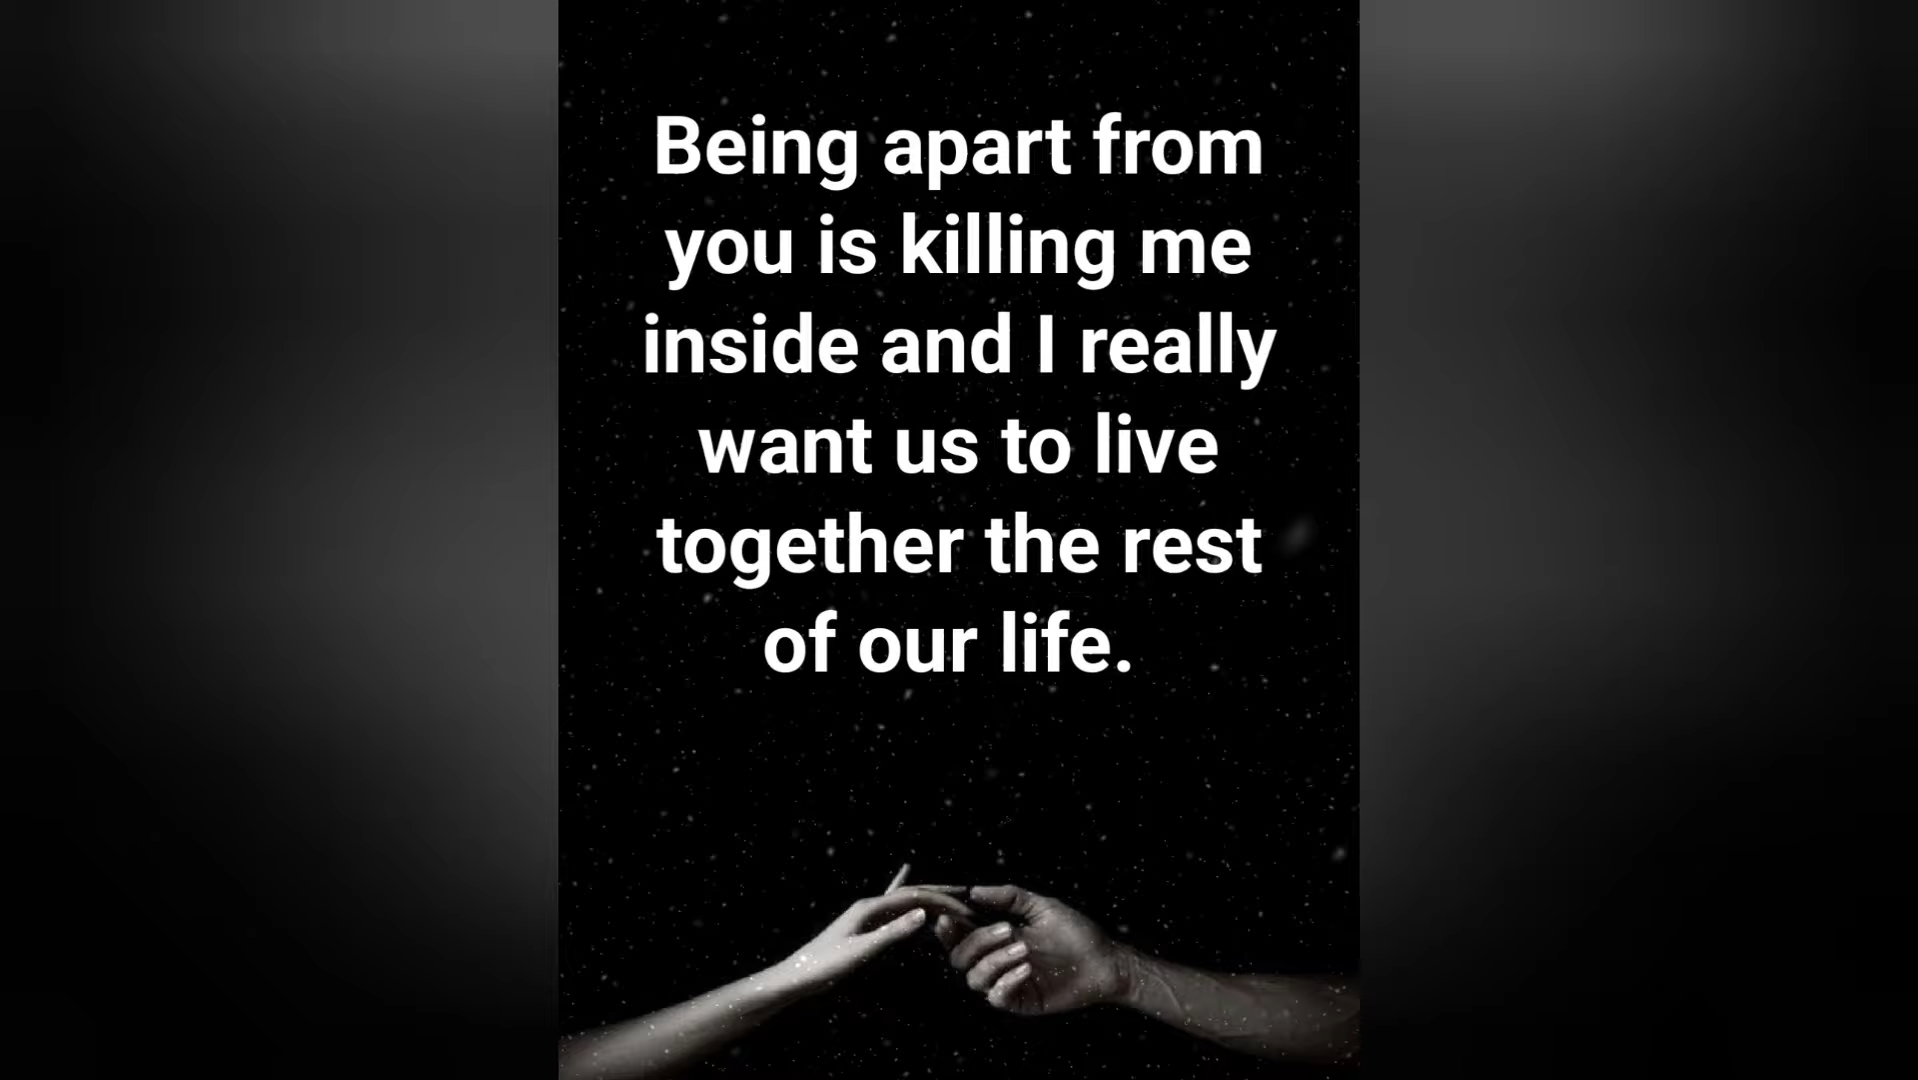 Being apart from
you is killing me
inside and I really
want us to live
together the rest
of our life.